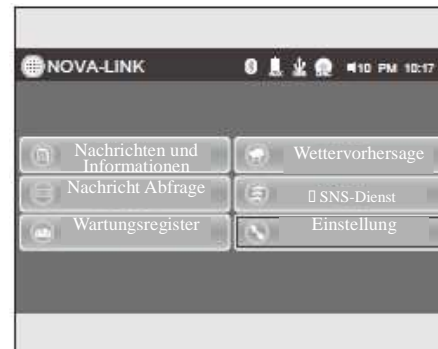 NOVA-LINK
10 PM 10:17
Nachrichten und
Informationen
Wettervorhersage
Nachricht Abfrage
SNS-Dienst
Wartungsregister
Einstellung